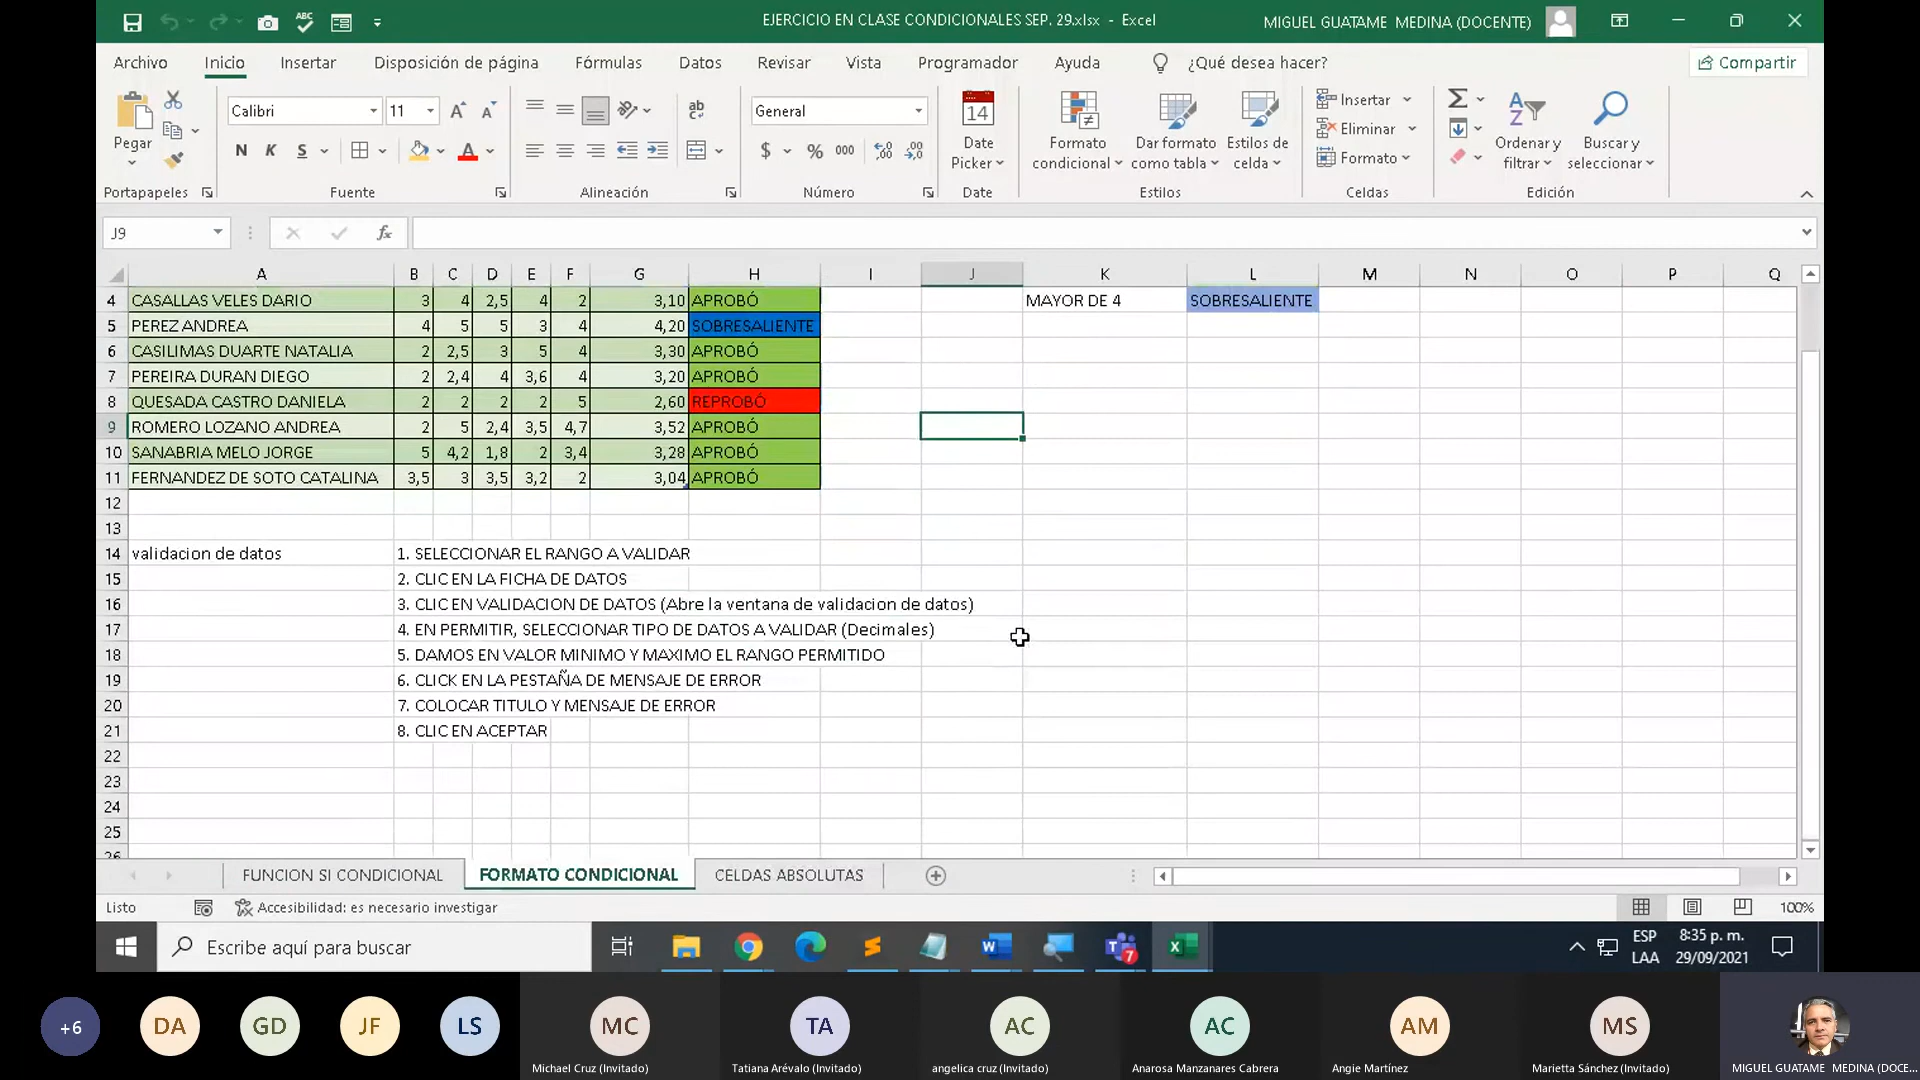 EJERCICIO EN CLASE CONDICIONALES SEP. 29.xlsx - Excel
MIGUEL GUATAME MEDINA (DOCENTE)
Archivo Inicio Insertar Disposición de página Fórmulas Datos Revisar Vista Programador Ayuda ¿Qué desea hacer? Compartir
Pegar
Portapapeles
Calibri 11
N K S
Fuente
Alineación
General
$ % 000
Número
14
Date Picker
Date
Formato condicional
Dar formato como tabla
Estilos de celda
Estilos
Insertar
Eliminar
Formato
Celdas
Ordenar y filtrar
Buscar y seleccionar
Edición
J9 fx
A B C D E F G H I J K L M N O P Q
4 CASALLAS VELES DARIO 3 4 2,5 4 2 3,10 APROBÓ MAYOR DE 4 SOBRESALIENTE
5 PEREZ ANDREA 4 5 5 3 4 4,20 SOBRESALIENTE
6 CASILIMAS DUARTE NATALIA 2 2,5 3 5 4 3,30 APROBÓ
7 PEREIRA DURAN DIEGO 2 2,4 4 3,6 4 3,20 APROBÓ
8 QUESADA CASTRO DANIELA 2 2 2 2 5 2,60 REPROBÓ
9 ROMERO LOZANO ANDREA 2 5 2,4 3,5 4,7 3,52 APROBÓ
10 SANABRIA MELO JORGE 5 4,2 1,8 2 3,4 3,28 APROBÓ
11 FERNANDEZ DE SOTO CATALINA 3,5 3 3,5 3,2 2 3,04 APROBÓ
12
13
14 validacion de datos 1. SELECCIONAR EL RANGO A VALIDAR
15 2. CLIC EN LA FICHA DE DATOS
16 3. CLIC EN VALIDACION DE DATOS (Abre la ventana de validacion de datos)
17 4. EN PERMITIR, SELECCIONAR TIPO DE DATOS A VALIDAR (Decimales)
18 5. DAMOS EN VALOR MINIMO Y MAXIMO EL RANGO PERMITIDO
19 6. CLICK EN LA PESTAÑA DE MENSAJE DE ERROR
20 7. COLOCAR TITULO Y MENSAJE DE ERROR
21 8. CLIC EN ACEPTAR
22
23
24
25
26
FUNCION SI CONDICIONAL FORMATO CONDICIONAL CELDAS ABSOLUTAS
Listo Accesibilidad: es necesario investigar 100%
Escribe aquí para buscar
7
ESP LAA
8:35 p. m.
29/09/2021
+6 DA GD JF LS MC TA AC AC AM MS
Michael Cruz (Invitado) Tatiana Arévalo (Invitado) angelica cruz (Invitado) Anarosa Manzanares Cabrera Angie Martínez Marietta Sánchez (Invitado) MIGUEL GUATAME MEDINA (DOCE...